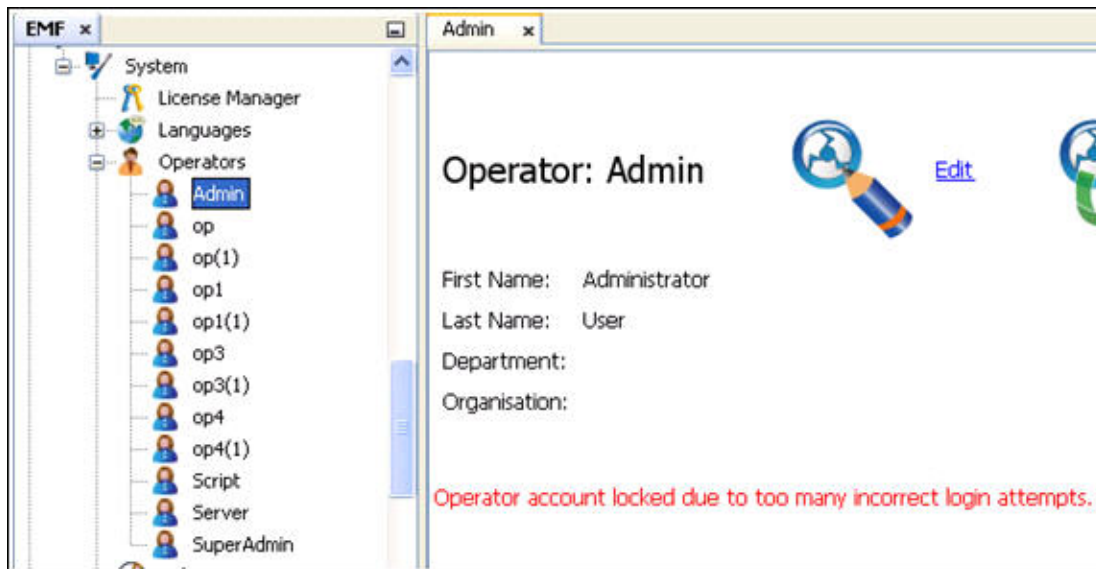 EMF
System
License Manager
Languages
Operators
Admin
op
op(1)
op1
op1(1)
op3
op3(1)
op4
op4(1)
Script
Server
SuperAdmin
Admin
Operator: Admin
Edit
First Name: Administrator
Last Name: User
Department:
Organisation:
Operator account locked due to too many incorrect login attempts.